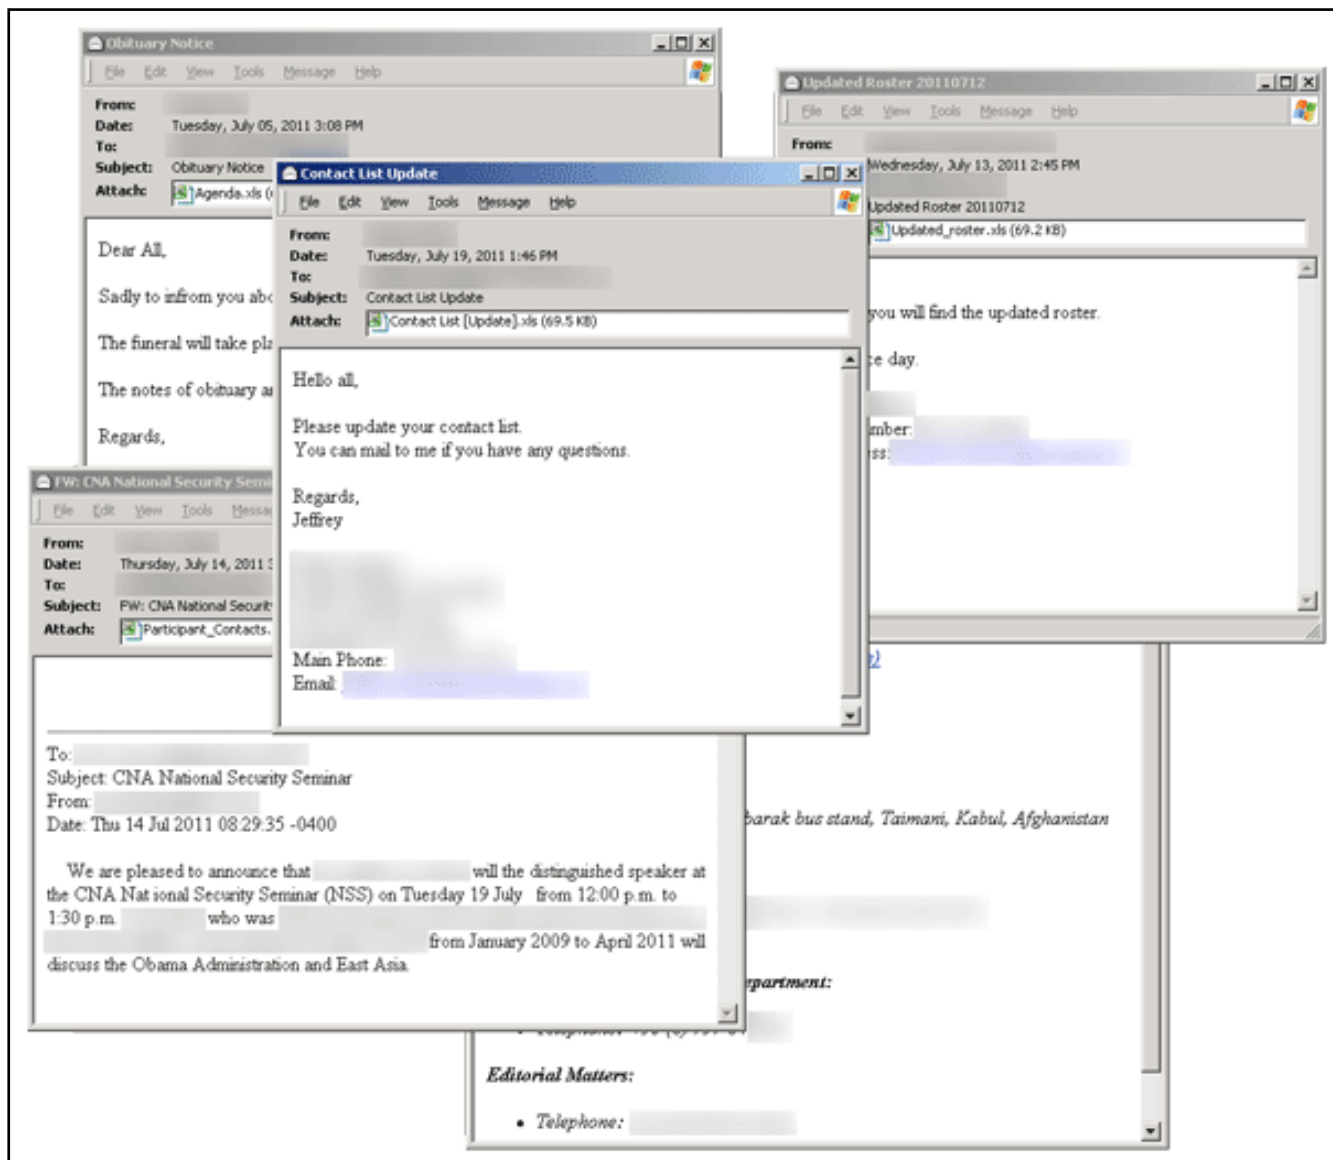 Obituary Notice
File Edit View Tools Message Help
From:
Date: Tuesday, July 05, 2011 3:08 PM
To:
Subject: Obituary Notice
Attach: Agenda.xls
Dear All,
Sadly to infrom you
The funeral will take
The notes of obituary
Regards,
Updated Roster 20110712
File Edit View Tools Message Help
From:
Wednesday, July 13, 2011 2:45 PM
Updated Roster 20110712
Updated_roster.xls (69.2 KB)
you will find the updated roster.
day.
Contact List Update
File Edit View Tools Message Help
From:
Date: Tuesday, July 19, 2011 1:46 PM
To:
Subject: Contact List Update
Attach: Contact List [Update].xls (69.5 KB)
Hello all,
Please update your contact list.
You can mail to me if you have any questions.
Regards,
Jeffrey
Main Phone:
Email:
FW: CNA National Security
File Edit View Tools
From:
Date: Thursday, July 14, 2011
To:
Subject: FW: CNA National
Attach: Participant_Contacts.
To:
Subject: CNA National Security Seminar
From:
Date: Thu 14 Jul 2011 08:29:35 -0400
We are pleased to announce that will the distinguished speaker at
the CNA Nat ional Security Seminar (NSS) on Tuesday 19 July from 12:00 p.m. to
1:30 p.m. who was
from January 2009 to April 2011 will
discuss the Obama Administration and East Asia.
bus stand, Taimani, Kabul, Afghanistan
Editorial Matters:
• Telephone: